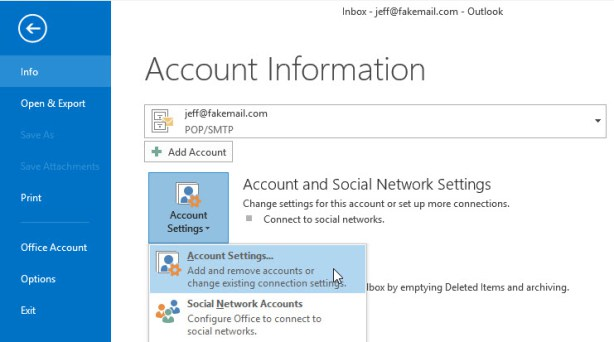 Inbox - jeff@fakemail.com - Outlook
Info
Open & Export
Save As
Save Attachments
Print
Office Account
Options
Exit
Account Information
jeff@fakemail.com
POP/SMTP
Add Account
Account
Settings
Account and Social Network Settings
Change settings for this account or set up more connections.
Connect to social networks.
Account Settings...
Add and remove accounts or
change existing connection settings.
lbox by emptying Deleted Items and archiving.
Social Network Accounts
Configure Office to connect to
social networks.